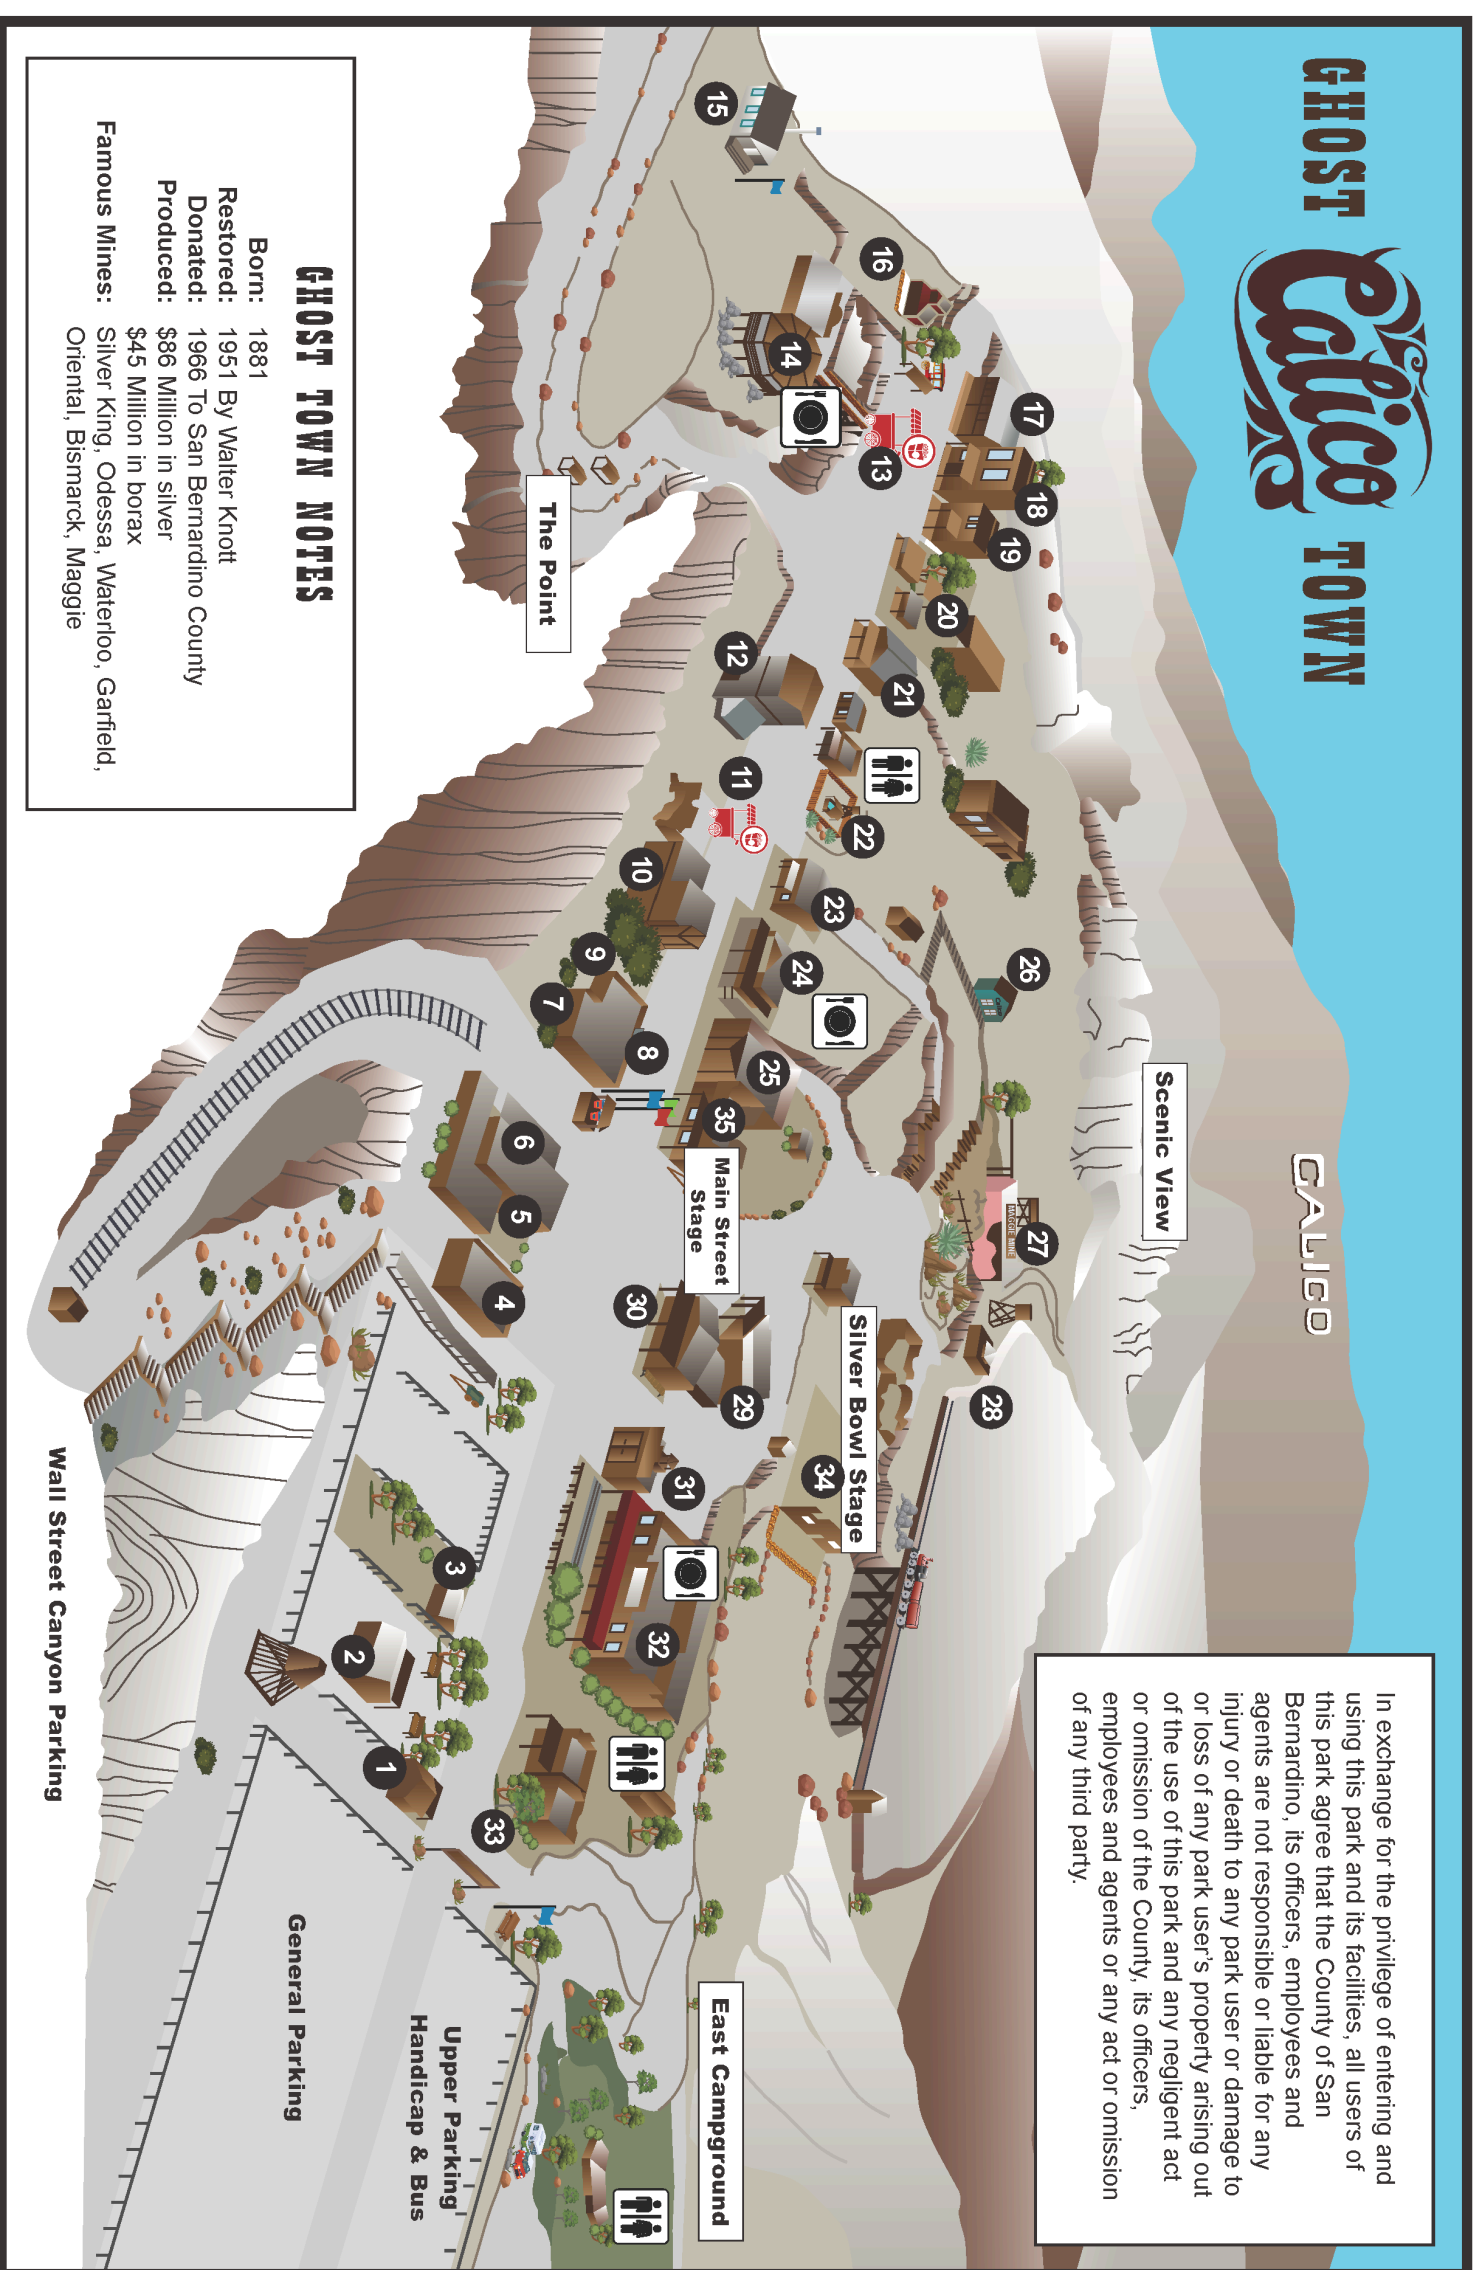 GHOST Calico TOWN
CALICO
In exchange for the privilege of entering and
using this park and its facilities, all users of
this park agree that the County of San
Bernardino, its officers, employees and
agents are not responsible or liable for any
injury or death to any park user or damage to
or loss of any park user's property arising out
of the use of this park and any negligent act
or omission of the County, its officers,
employees and agents or any act or omission
of any third party.
Scenic View
26
27
MAGGIE MINE
28
17
18
19
20
16
15
14
13
21
22
23
24
25
35
Main Street
Stage
Silver Bowl Stage
34
12
11
10
9
8
7
6
5
4
30
29
31
32
33
3
2
1
The Point
East Campground
Upper Parking
Handicap & Bus
General Parking
Wall Street Canyon Parking
GHOST TOWN NOTES
Born: 1881
Restored: 1951 By Walter Knott
Donated: 1966 To San Bernardino County
Produced: $86 Million in silver
$45 Million in borax
Famous Mines: Silver King, Odessa, Waterloo, Garfield,
Oriental, Bismarck, Maggie